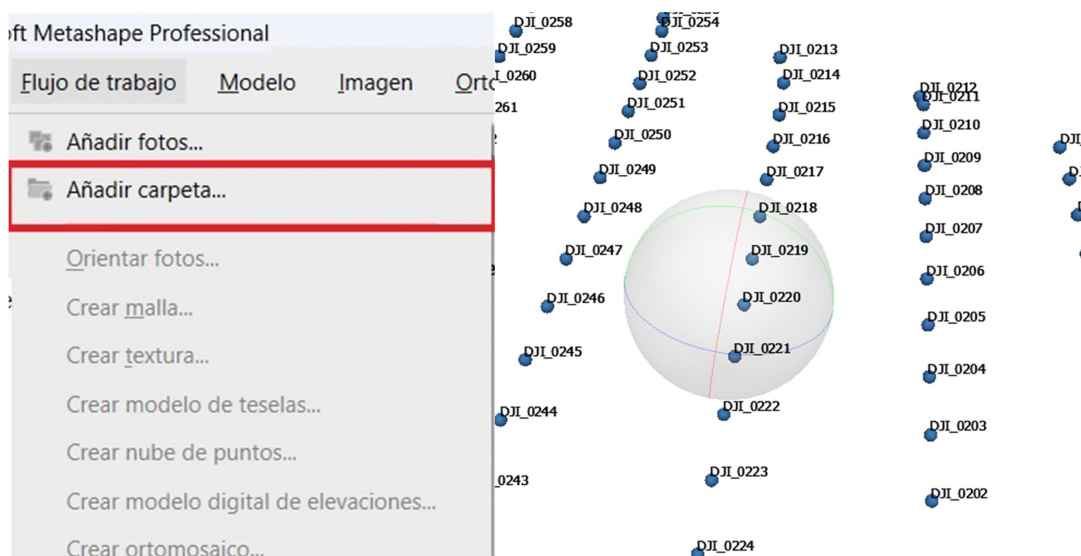 ft Metashape Professional
Flujo de trabajo Modelo Imagen
Añadir fotos...
Añadir carpeta...
Orientar fotos...
Crear malla...
Crear textura...
Crear modelo de teselas...
Crear nube de puntos...
Crear modelo digital de elevaciones...
Crear ortomosaico...
DJI_0258
DJI_0259
_0260
261
DJI_0254
DJI_0253
DJI_0252
DJI_0251
DJI_0250
DJI_0249
DJI_0248
DJI_0247
DJI_0246
DJI_0245
DJI_0244
_0243
DJI_0213
DJI_0214
DJI_0215
DJI_0216
DJI_0217
DJI_0218
DJI_0219
DJI_0220
DJI_0221
DJI_0222
DJI_0223
DJI_0224
DJI_0212
DJI_0211
DJI_0210
DJI_0209
DJI_0208
DJI_0207
DJI_0206
DJI_0205
DJI_0204
DJI_0203
DJI_0202
DJI